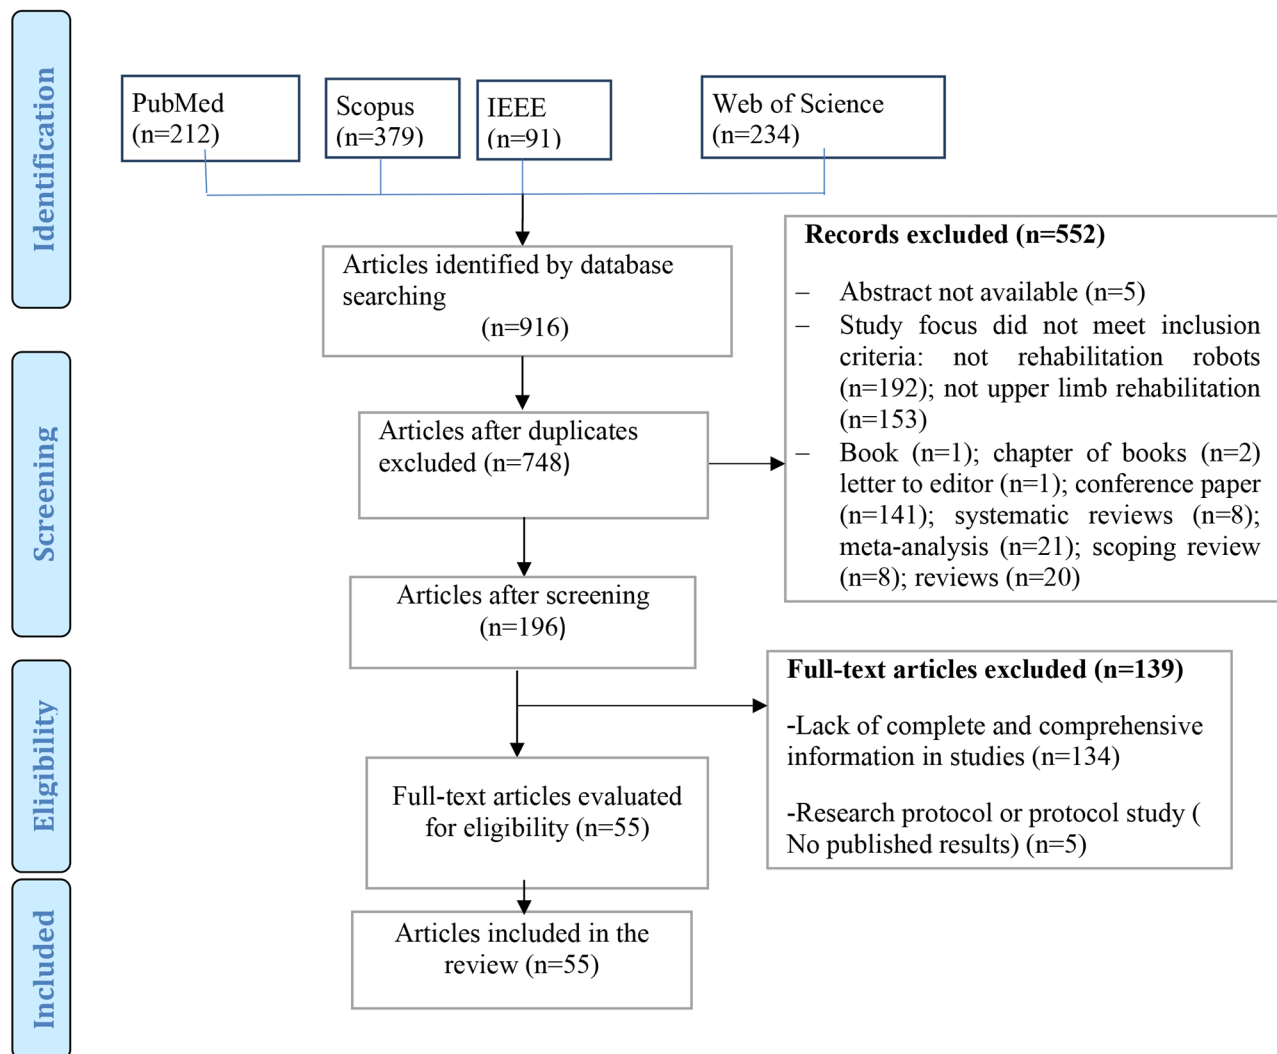 Identification
PubMed
(n=212)
Scopus
(n=379)
IEEE
(n=91)
Web of Science
(n=234)
Articles identified by database
searching
(n=916)
Records excluded (n=552)
– Abstract not available (n=5)
– Study focus did not meet inclusion
criteria: not rehabilitation robots
(n=192); not upper limb rehabilitation
(n=153)
– Book (n=1); chapter of books (n=2)
letter to editor (n=1); conference paper
(n=141); systematic reviews (n=8);
meta-analysis (n=21); scoping review
(n=8); reviews (n=20)
Screening
Articles after duplicates
excluded (n=748)
Articles after screening
(n=196)
Eligibility
Full-text articles excluded (n=139)
-Lack of complete and comprehensive
information in studies (n=134)
-Research protocol or protocol study (
No published results) (n=5)
Full-text articles evaluated
for eligibility (n=55)
Included
Articles included in the
review (n=55)